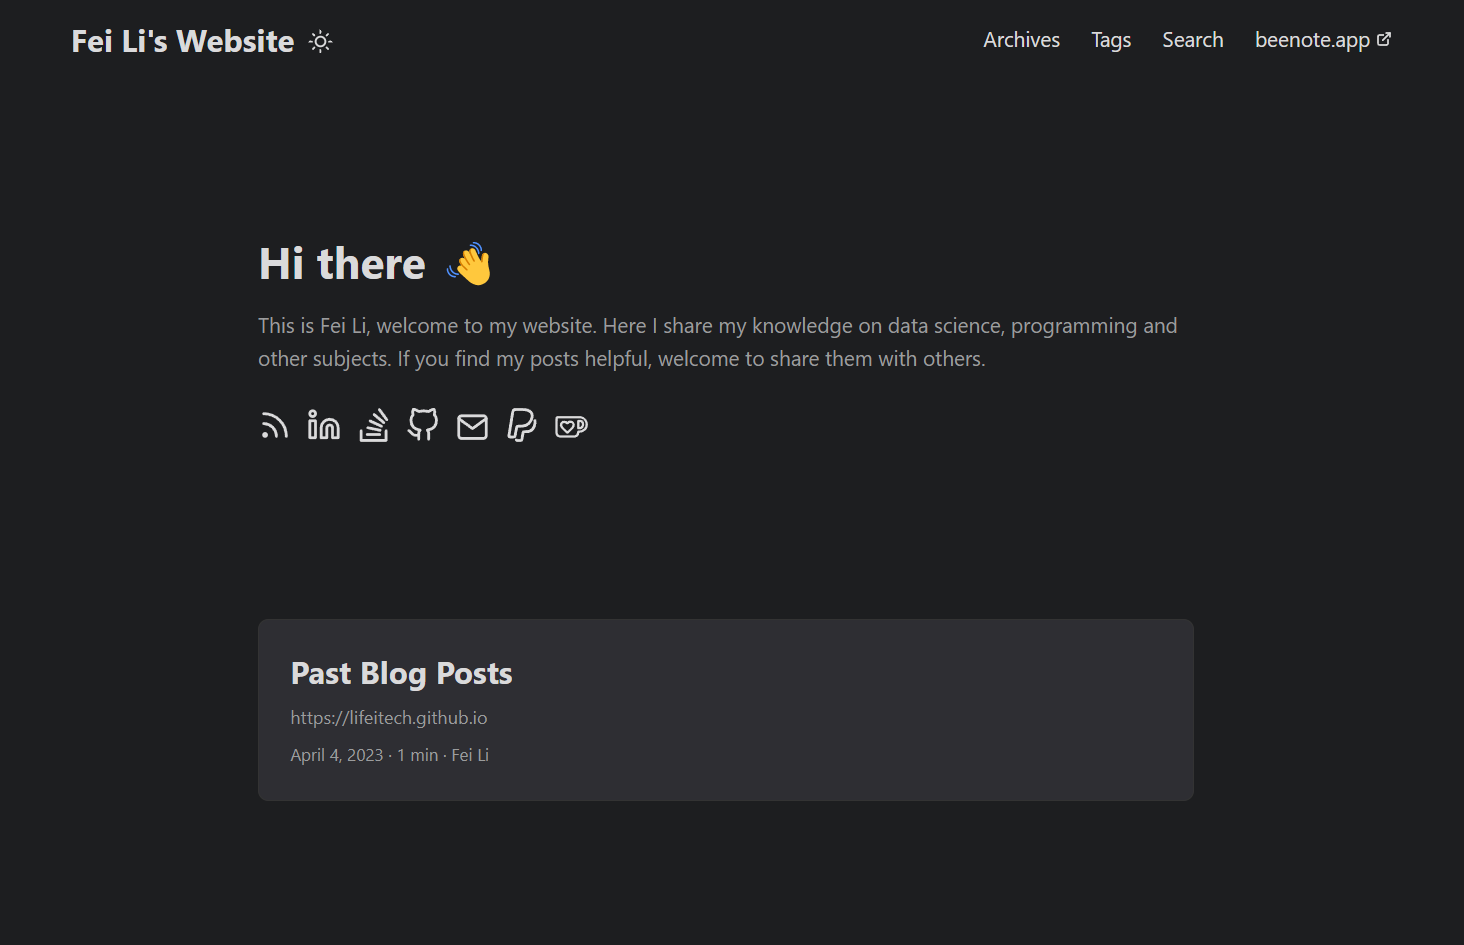 Fei Li's Website
Archives
Tags
Search
beenote.app
Hi there 👋
This is Fei Li, welcome to my website. Here I share my knowledge on data science, programming and
other subjects. If you find my posts helpful, welcome to share them with others.
Past Blog Posts
https://lifeitech.github.io
April 4, 2023 · 1 min · Fei Li